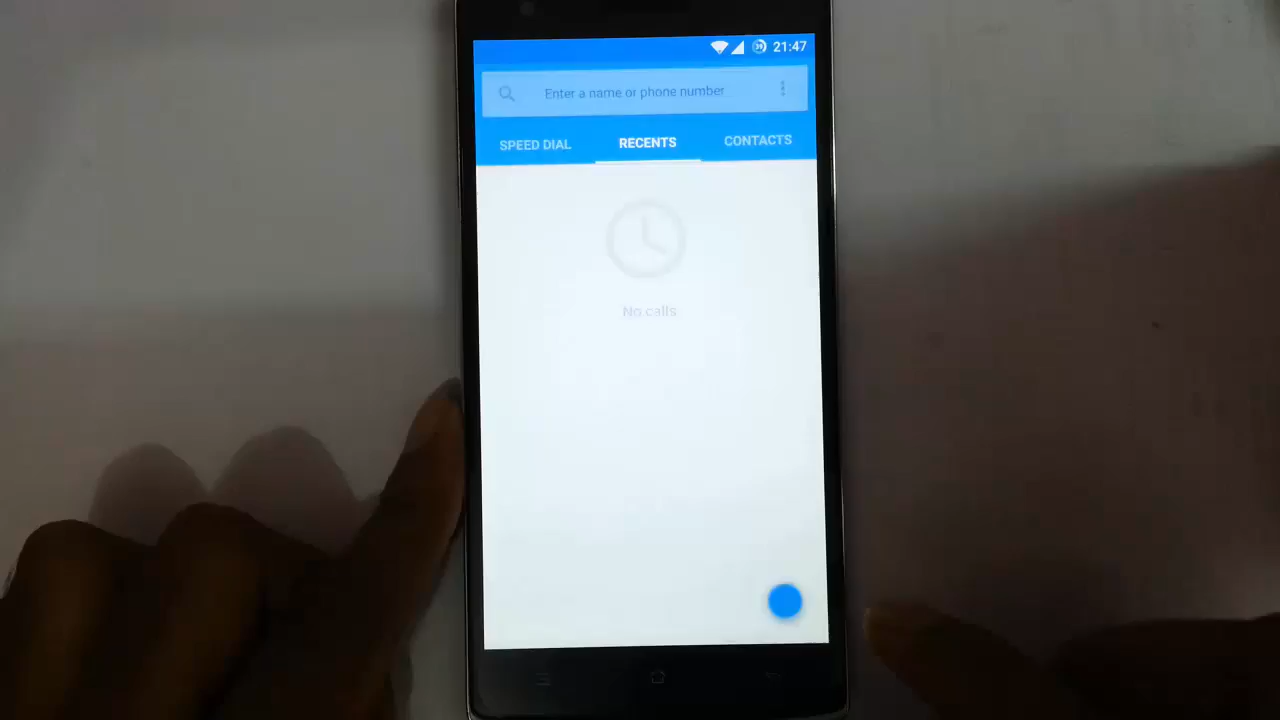 21:47
Enter a name or phone number
SPEED DIAL
RECENTS
CONTACTS
No calls